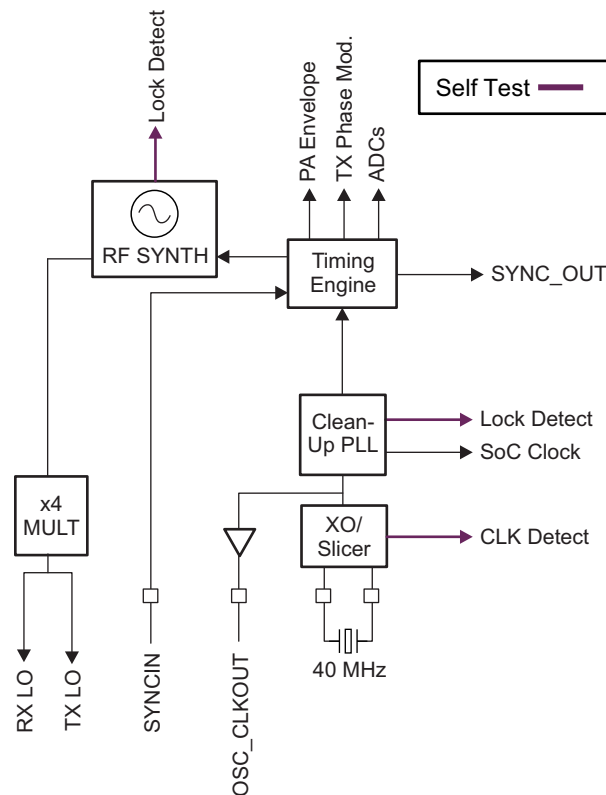 Lock Detect
Self Test
PA Envelope
TX Phase Mod.
ADCs
RF SYNTH
Timing
Engine
SYNC_OUT
Clean-
Up PLL
Lock Detect
SoC Clock
x4
MULT
XO/
Slicer
CLK Detect
40 MHz
RX LO
TX LO
SYNCIN
OSC_CLKOUT